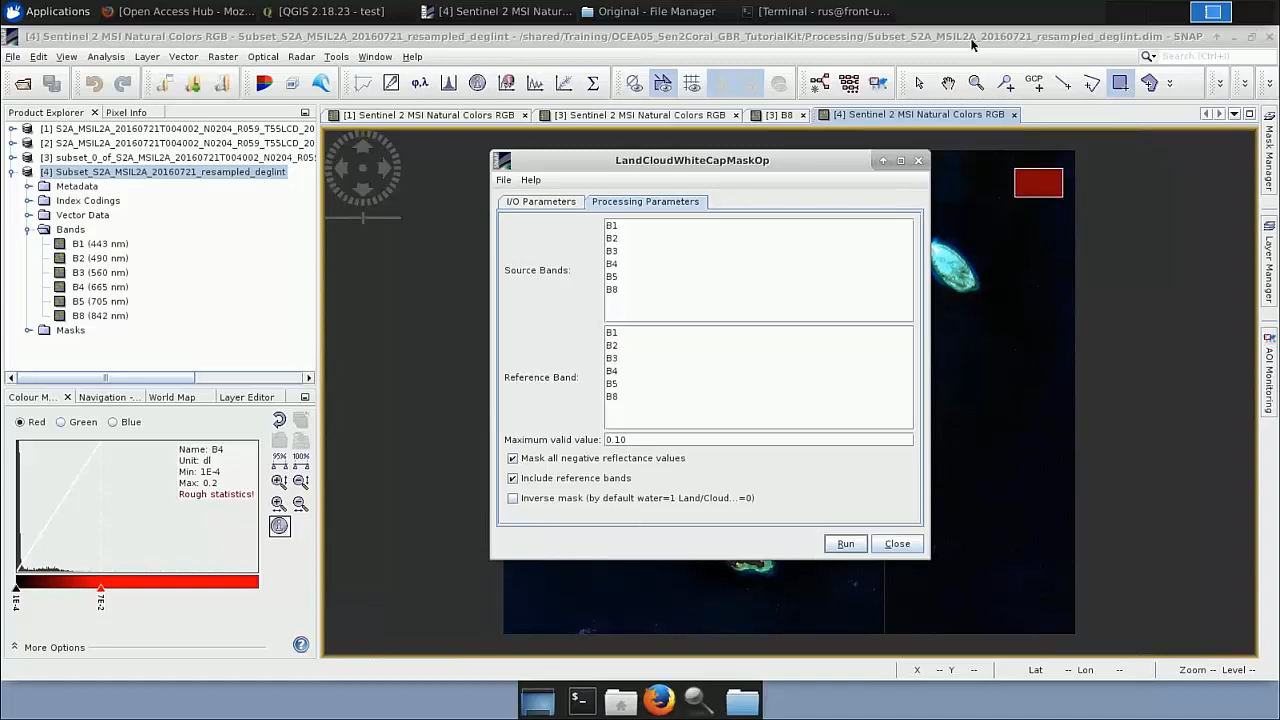 Applications [Open Access Hub - Moz... [QGIS 2.18.23 - test] [4] Sentinel 2 MSI Natur... Original - File Manager [Terminal - rus@front-u...
[4] Sentinel 2 MSI Natural Colors RGB - Subset_S2A_MSIL2A_20160721_resampled_deglint - /shared/Training/OCEA05_Sen2Coral_GBR_TutorialKit/Processing/Subset_S2A_MSIL2A_20160721_resampled_deglint.dim - SNAP
File Edit View Analysis Layer Vector Raster Optical Radar Tools Window Help Search (Ctrl+I)
φ,λ Σ GCP
Product Explorer Pixel Info [1] Sentinel 2 MSI Natural Colors RGB [3] Sentinel 2 MSI Natural Colors RGB [3] B8 [4] Sentinel 2 MSI Natural Colors RGB
[1] S2A_MSIL2A_20160721T004002_N0204_R059_T55LCD_20
[2] S2A_MSIL2A_20160721T004002_N0204_R059_T55LCD_20
[3] subset_0_of_S2A_MSIL2A_20160721T004002_N0204_R05
[4] Subset_S2A_MSIL2A_20160721_resampled_deglint
Metadata
Index Codings
Vector Data
Bands
B1 (443 nm)
B2 (490 nm)
B3 (560 nm)
B4 (665 nm)
B5 (705 nm)
B8 (842 nm)
Masks
Colour M... Navigation -... World Map Layer Editor
Red Green Blue
Name: B4
Unit: dl
Min: 1E-4
Max: 0.2
Rough statistics!
95% 100%
1E-4 7E-2
More Options
LandCloudWhiteCapMaskOp
File Help
I/O Parameters Processing Parameters
Source Bands:
B1
B2
B3
B4
B5
B8
Reference Band:
B1
B2
B3
B4
B5
B8
Maximum valid value: 0.10
Mask all negative reflectance values
Include reference bands
Inverse mask (by default water=1 Land/Cloud...=0)
Run Close
Mask Manager
Layer Manager
AOI Monitoring
X -- Y -- Lat -- Lon -- Zoom -- Level --